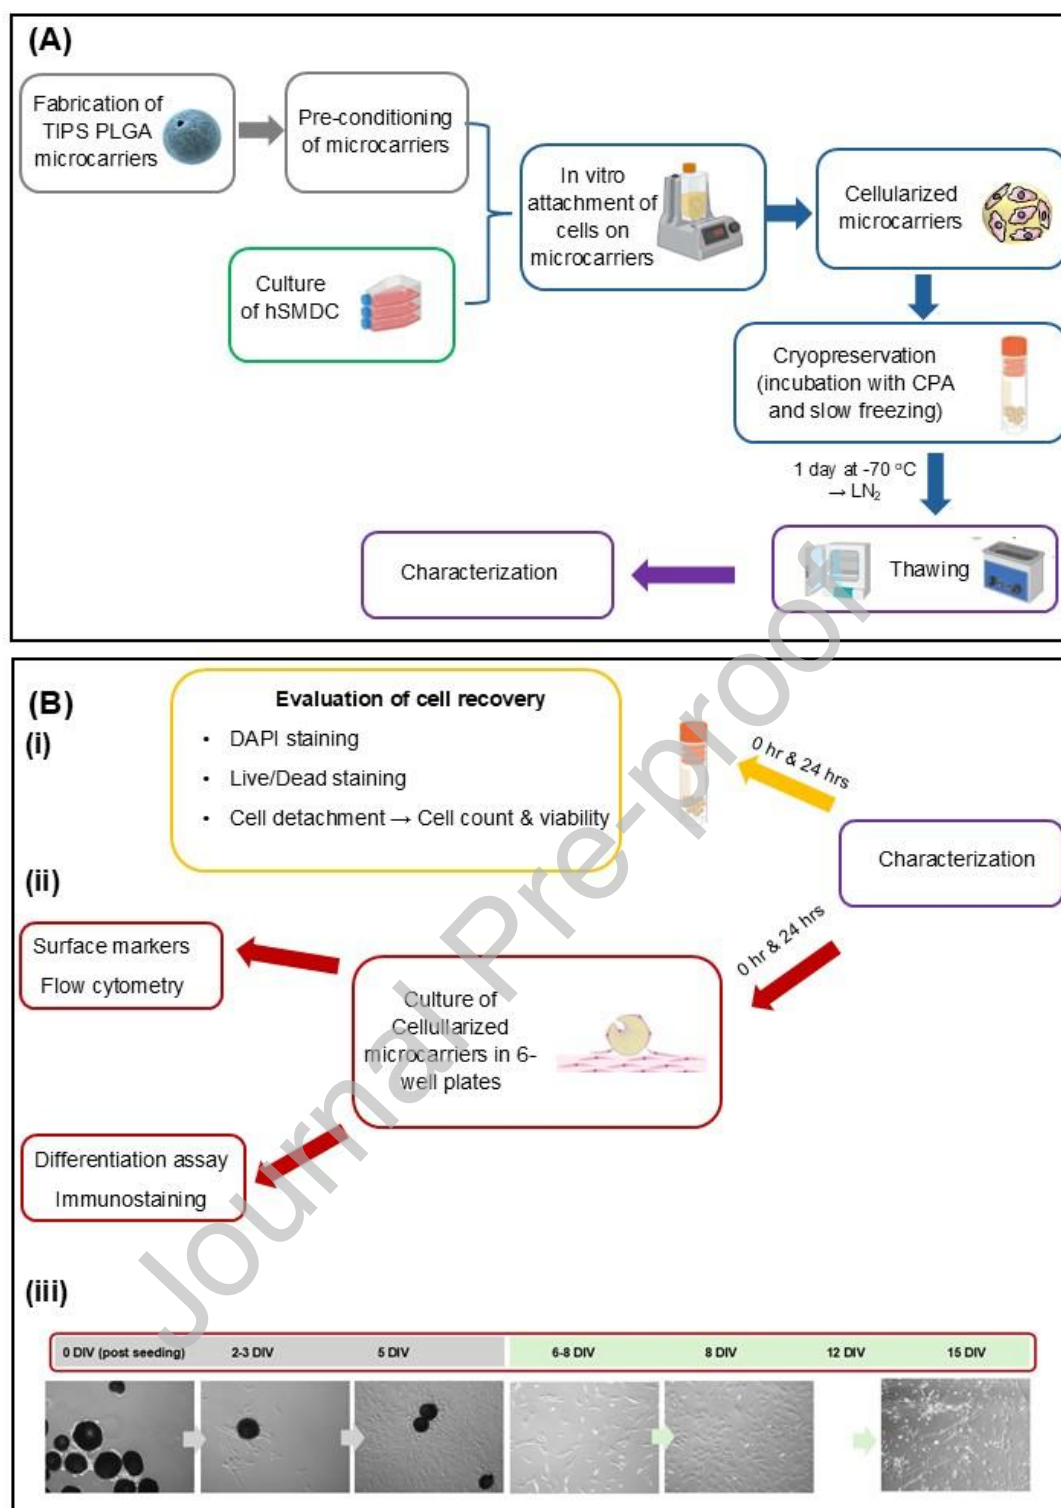 (A)
Fabrication of
TIPS PLGA
microcarriers
Pre-conditioning
of microcarriers
Culture
of hSMDC
In vitro
attachment of
cells on
microcarriers
Cellularized
microcarriers
Cryopreservation
(incubation with CPA
and slow freezing)
1 day at -70 °C
→ LN₂
Thawing
Characterization
(B)
(i)
Evaluation of cell recovery
• DAPI staining
• Live/Dead staining
• Cell detachment → Cell count & viability
0 hr & 24 hrs
Characterization
(ii)
0 hr & 24 hrs
Surface markers
Flow cytometry
Culture of
Cellullarized
microcarriers in 6-
well plates
Differentiation assay
Immunostaining
(iii)
0 DIV (post seeding) 2-3 DIV 5 DIV 6-8 DIV 8 DIV 12 DIV 15 DIV
Journal Pre-proof